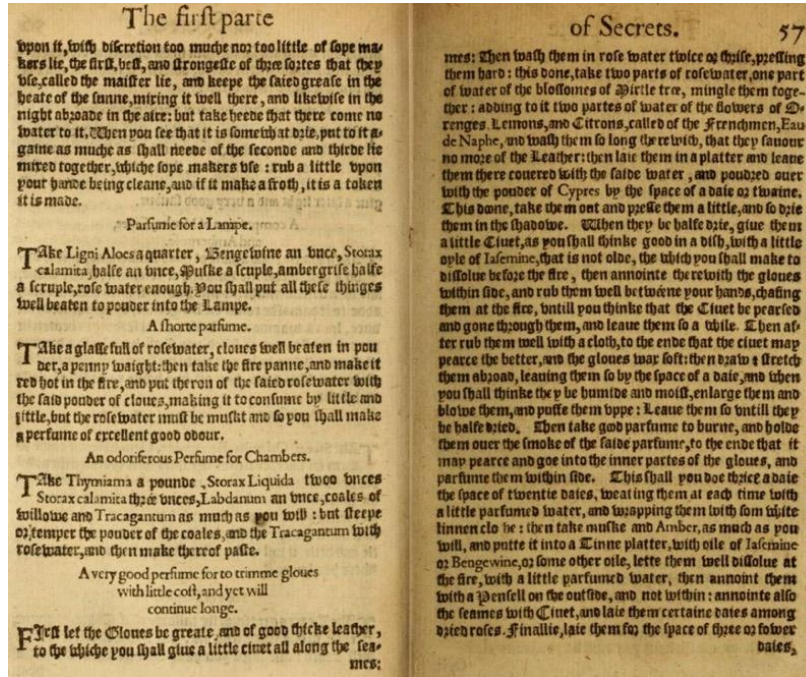 The first parte
vpon it, with discretion too muche nor too little of sope ma-
kers lie, the first, best, and strongeste of three sortes that they
vse, called the maister lie, and keepe the saied grease in the
heate of the sunne, mixing it well there, and likewise in the
night abroade in the aire: but take heede that there come no
water to it. When you see that it is somewhat drie, put to it a-
gaine as muche as shall neede of the seconde and thirde lie
mixed together, whiche sope makers vse: rub a little vpon
your hande being cleane, and if it make a froth, it is a token
it is made.
Parfume for a Lampe.
TAke Ligni Aloes a quarter, Bengewine an vnce, Storax
calamita, halfe an vnce, Muske a scuple, ambergrise halfe
a scruple, rose water enough. You shall put all these thinges
well beaten to pouder into the Lampe.
A shorte parfume.
TAke a glasse full of rosewater, cloues well beaten in pou
der, a penny waight: then take the fire panne, and make it
red hot in the fire, and put theron of the saied rosewater with
the said pouder of cloues, making it to consume by little and
little, but the rosewater must be muskt and so you shall make
a perfume of excellent good odour.
An odoriferous Perfume for Chambers.
TAke Thymiama a pounde, Storax Liquida twoo vnces
Storax calamita three vnces, Labdanum an vnce, coales of
willowe and Tracagantum as much as you will: but steepe
or temper the pouder of the coales, and the Tracagantum with
rosewater, and then make thereof paste.
A very good perfume for to trimme gloues
with little cost, and yet will
continue longe.
FIrst let the Gloues be greate, and of good thicke leather,
to the whiche you shall giue a little ciuet all along the sea-
mes:
of Secrets. 57
mes: Then wash them in rose water twice or thrise, pressing
them hard: this done, take two parts of rosewater, one part
of water of the blossomes of Mirtle tree, mingle them toge-
ther: adding to it two partes of water of the flowers of O-
renges, Lemons, and Citrons, called of the Frenchmen, Eau
de Naphe, and wash them so long therewith, that they sauour
no more of the Leather: then laie them in a platter and leaue
them there couered with the saide water, and poudred ouer
with the pouder of Cypres by the space of a daie or twaine.
This doone, take them out and presse them a little, and so drie
them in the shadowe. When they be halfe drie, giue them
a little Ciuet, as you shall thinke good in a dish, with a little
oyle of Iasemine, that is not olde, the which you shall make to
dissolue before the fire, then annointe therewith the gloues
within side, and rub them well betweene your hands, chafing
them at the fire, vntill you thinke that the Ciuet be pearsed
and gone through them, and leaue them so a while. Then af-
ter rub them well with a cloth, to the ende that the ciuet may
pearce the better, and the gloues wax soft: then draw & stretch
them abroad, leauing them so by the space of a daie, and when
you shall thinke they be humide and moist, enlarge them and
blowe them, and puffe them vppe: Leaue them so vntill they
be halfe dried. Then take good parfume to burne, and holde
them ouer the smoke of the saide parfume, to the ende that it
may pearce and goe into the inner partes of the gloues, and
parfume them within side. This shall you doe thrice a daie
the space of twentie daies, weating them at each time with
a little parfumed water, and wrapping them with som white
linnen clo he: then take muske and Amber, as much as you
will, and putte it into a Tinne platter, with oile of Iasemine
or Bengewine, or some other oile, lette them well dissolue at
the fire, with a little parfumed water, then annoint them
with a Pensell on the outside, and not within: annointe also
the seames with Ciuet, and laie them certaine daies among
dried roses. Finallie, laie them for the space of three or fower
daies,